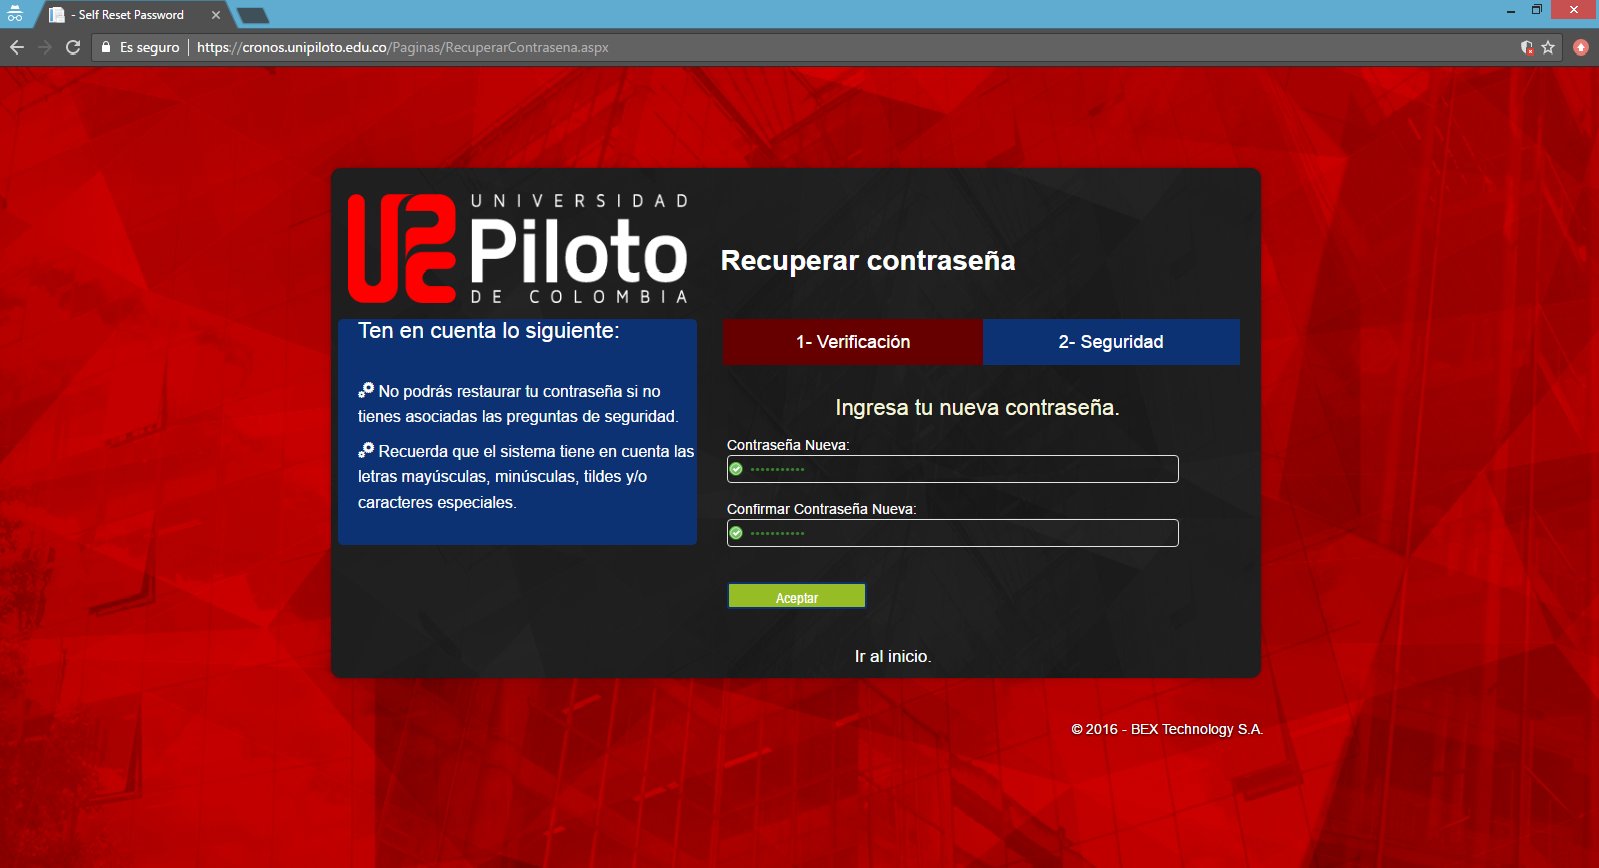 - Self Reset Password
Es seguro
https://cronos.unipiloto.edu.co/Paginas/RecuperarContrasena.aspx
UNIVERSIDAD
Piloto
DE COLOMBIA
Recuperar contraseña
Ten en cuenta lo siguiente:
No podrás restaurar tu contraseña si no
tienes asociadas las preguntas de seguridad.
Recuerda que el sistema tiene en cuenta las
letras mayúsculas, minúsculas, tildes y/o
caracteres especiales.
1- Verificación
2- Seguridad
Ingresa tu nueva contraseña.
Contraseña Nueva:
Confirmar Contraseña Nueva:
Aceptar
Ir al inicio.
© 2016 - BEX Technology S.A.